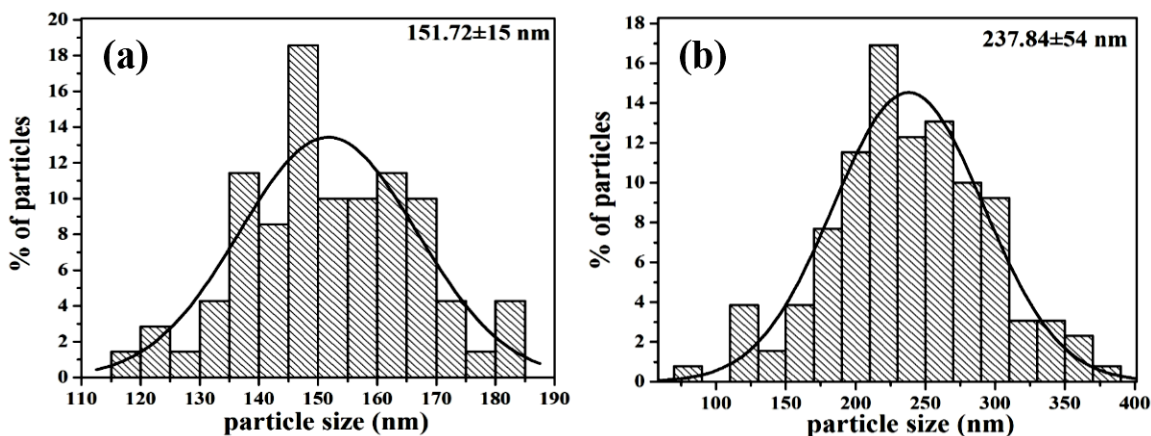 (a)
151.72±15 nm
% of particles
20
18
16
14
12
10
8
6
4
2
0
110 120 130 140 150 160 170 180 190
particle size (nm)
(b)
237.84±54 nm
% of particles
18
16
14
12
10
8
6
4
2
0
100 150 200 250 300 350 400
particle size (nm)